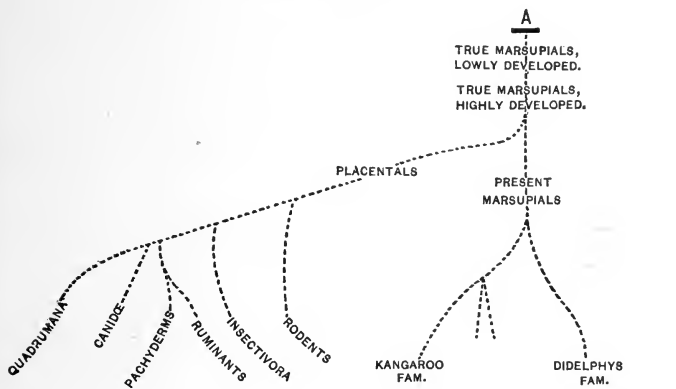 A
TRUE MARSUPIALS,
LOWLY DEVELOPED.
TRUE MARSUPIALS,
HIGHLY DEVELOPED.
PLACENTALS
PRESENT
MARSUPIALS
QUADRUMANA
CANIDŒ
PACHYDERMS
RUMINANTS
INSECTIVORA
RODENTS
KANGAROO
FAM.
DIDELPHYS
FAM.